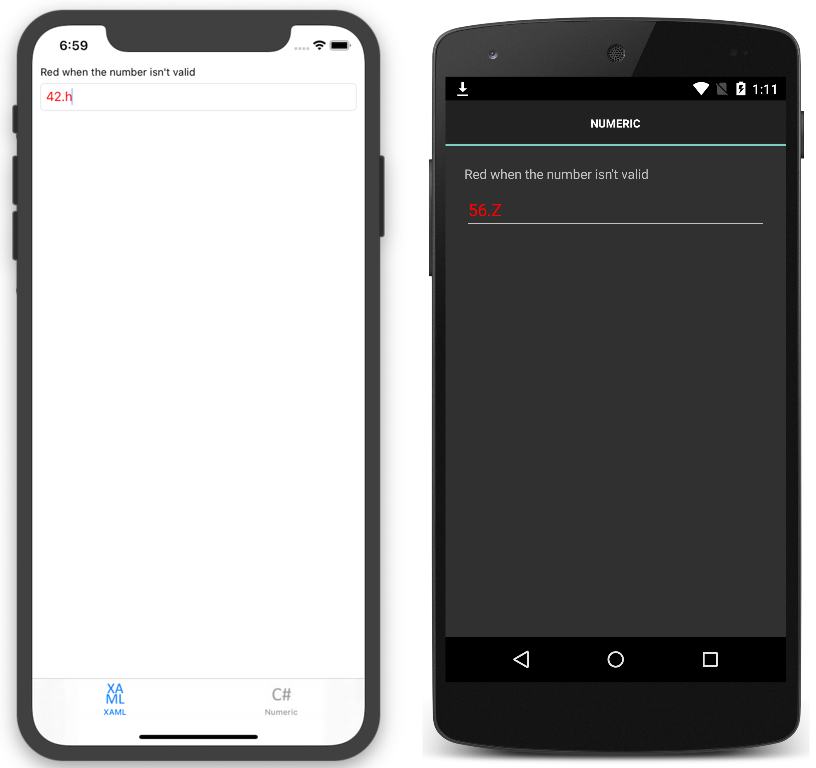 6:59
Red when the number isn't valid
42.h
XA
ML
XAML
C#
Numeric
1:11
NUMERIC
Red when the number isn't valid
56.Z